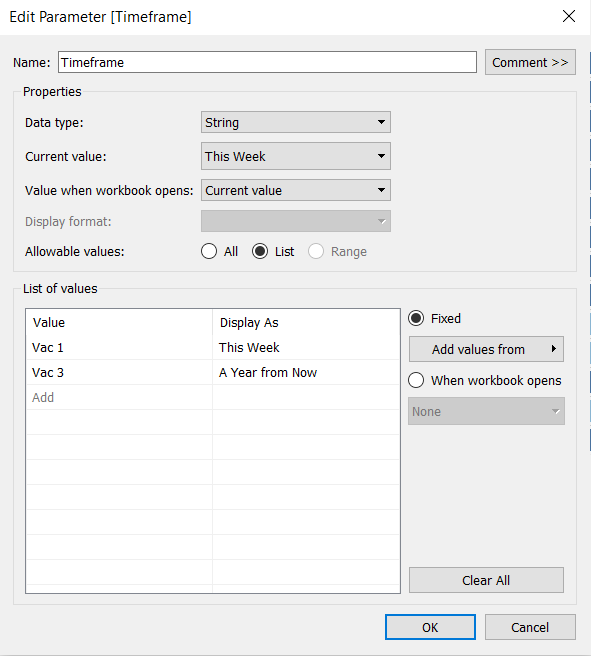 Edit Parameter [Timeframe]
Name: Timeframe Comment >>
Properties
Data type: String
Current value: This Week
Value when workbook opens: Current value
Display format:
Allowable values: All List Range
List of values
Value Display As
Vac 1 This Week
Vac 3 A Year from Now
Add
Fixed
Add values from
When workbook opens
None
Clear All
OK Cancel